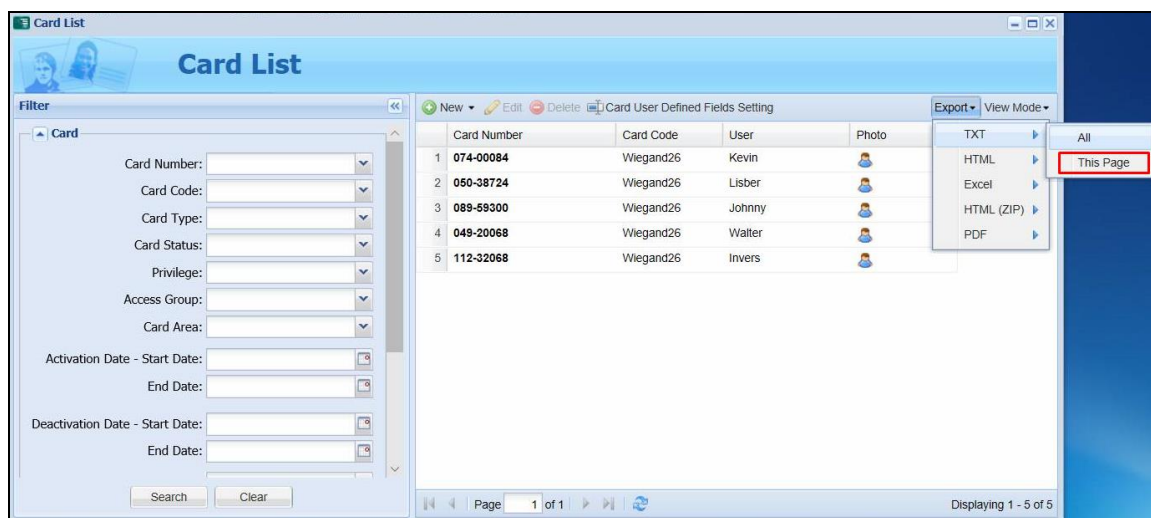 Card List
Card List
Filter
Card
Card Number:
Card Code:
Card Type:
Card Status:
Privilege:
Access Group:
Card Area:
Activation Date - Start Date:
End Date:
Deactivation Date - Start Date:
End Date:
Search Clear
New Edit Delete Card User Defined Fields Setting Export View Mode
Card Number Card Code User Photo
1 074-00084 Wiegand26 Kevin
2 050-38724 Wiegand26 Lisber
3 089-59300 Wiegand26 Johnny
4 049-20068 Wiegand26 Walter
5 112-32068 Wiegand26 Invers
TXT
HTML
Excel
HTML (ZIP)
PDF
All
This Page
Page 1 of 1
Displaying 1 - 5 of 5